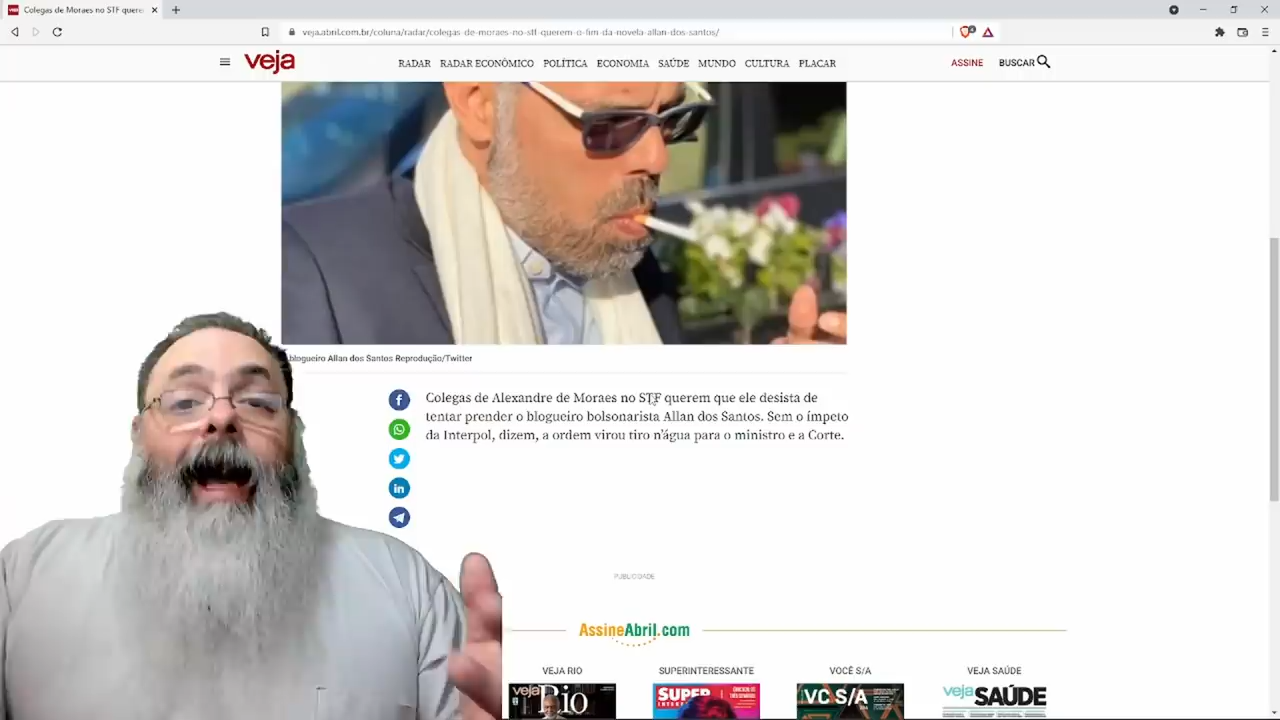 Colegas de Moraes no STF quere
veja.abril.com.br/coluna/radar/colegas-de-moraes-no-stf-querem-o-fim-da-novela-allan-dos-santos/
veja
RADAR RADAR ECONÔMICO POLÍTICA ECONOMIA SAÚDE MUNDO CULTURA PLACAR
ASSINE BUSCAR
blogueiro Allan dos Santos Reprodução/Twitter
Colegas de Alexandre de Moraes no STF querem que ele desista de
tentar prender o blogueiro bolsonarista Allan dos Santos. Sem o ímpeto
da Interpol, dizem, a ordem virou tiro n'água para o ministro e a Corte.
PUBLICIDADE
AssineAbril.com
VEJA RIO SUPERINTERESSANTE VOCÊ S/A VEJA SAÚDE
veja Rio
SUPER
VC S/A
veja SAÚDE